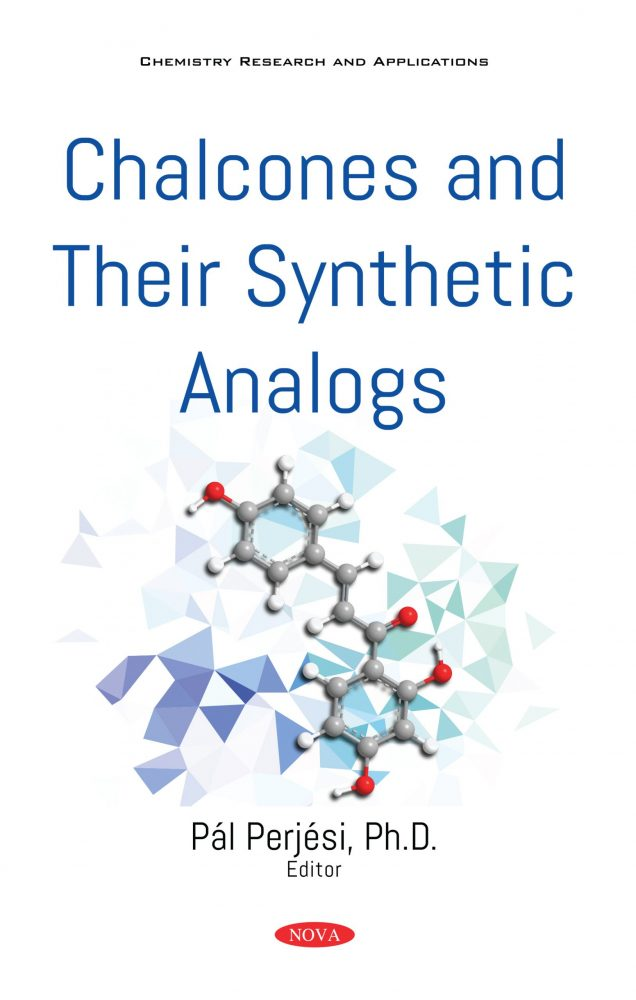 Chemistry Research and Applications
Chalcones and
Their Synthetic
Analogs
Pál Perjési, Ph.D.
Editor
NOVA